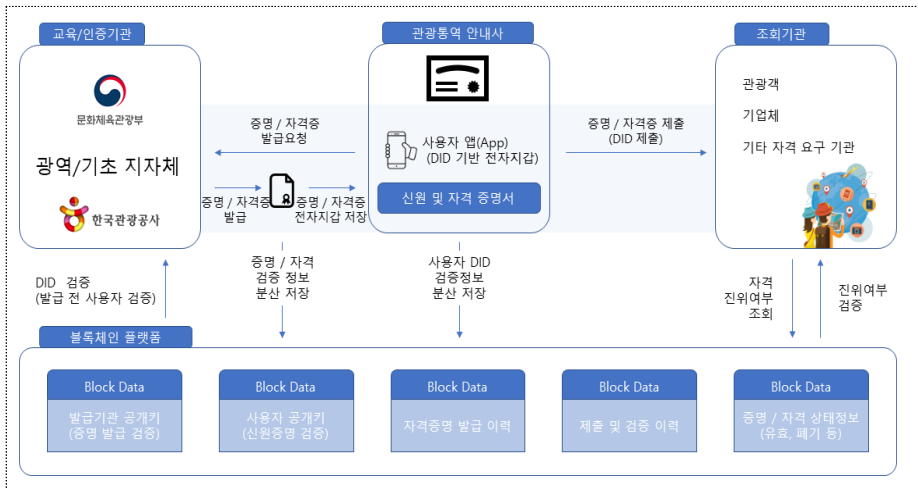 교육/인증기관
문화체육관광부
광역/기초 지자체
한국관광공사
관광통역 안내사
사용자 앱(App)
(DID 기반 전자지갑)
신원 및 자격 증명서
조회기관
관광객
기업체
기타 자격 요구 기관
증명 / 자격증
발급요청
증명 / 자격증
발급
증명 / 자격증
전자지갑 저장
증명 / 자격증 제출
(DID 제출)
DID 검증
(발급 전 사용자 검증)
증명 / 자격
검증 정보
분산 저장
사용자 DID
검증정보
분산 저장
자격
진위여부
조회
진위여부
검증
블록체인 플랫폼
Block Data
발급기관 공개키
(증명 발급 검증)
Block Data
사용자 공개키
(신원증명 검증)
Block Data
자격증명 발급 이력
Block Data
제출 및 검증 이력
Block Data
증명 / 자격 상태정보
(유효, 폐기 등)